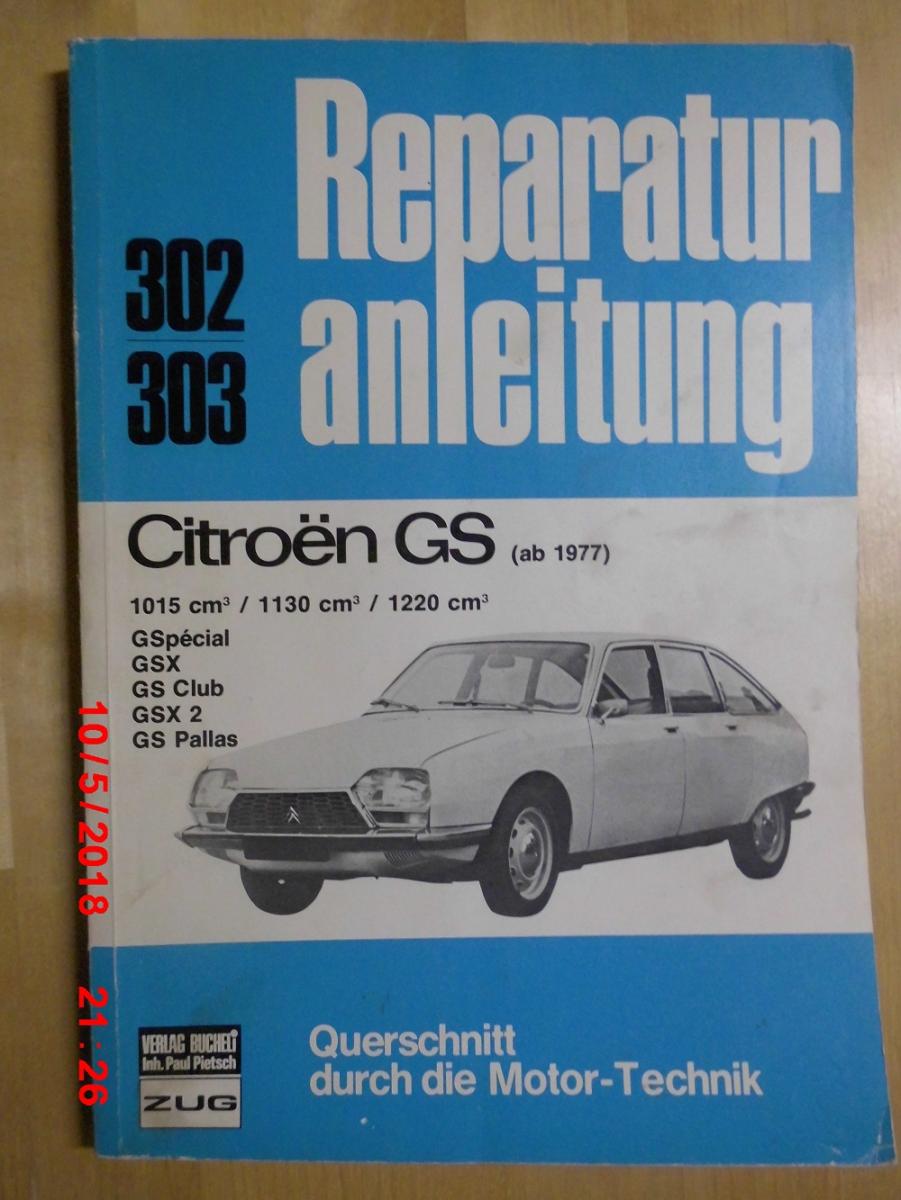 Reparatur
anleitung
302
303
Citroën GS (ab 1977)
1015 cm³ / 1130 cm³ / 1220 cm³
GSpécial
GSX
GS Club
GSX 2
GS Pallas
VERLAG BUCHELI
Inh. Paul Pietsch
ZUG
Querschnitt
durch die Motor-Technik
10/5/2018 21:26